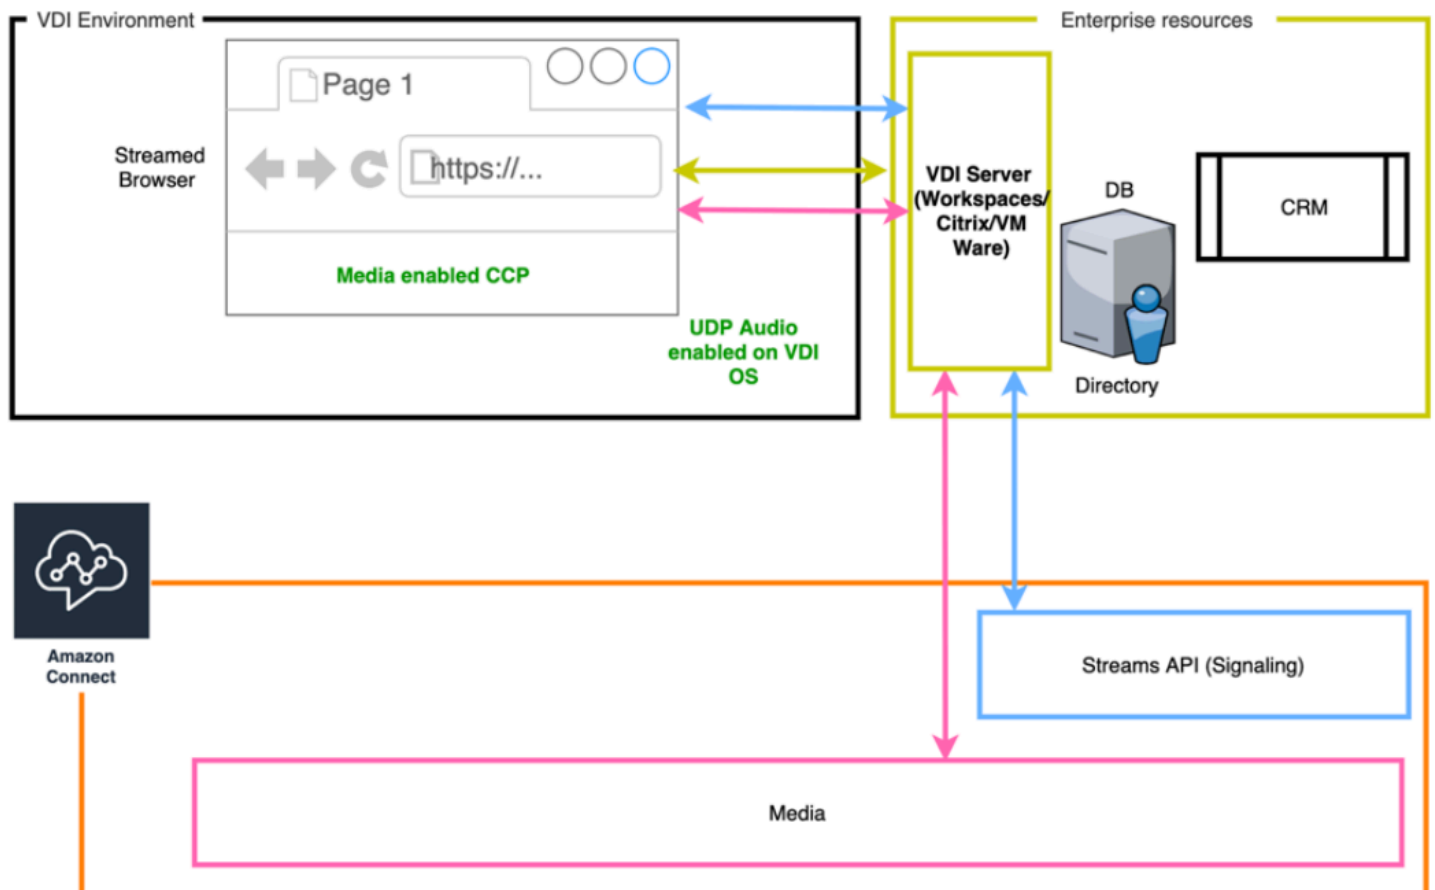 VDI Environment
Enterprise resources
Page 1
Streamed
Browser
https://...
Media enabled CCP
UDP Audio
enabled on VDI
OS
VDI Server
(Workspaces/
Citrix/VM
Ware)
DB
CRM
Directory
Amazon
Connect
Streams API (Signaling)
Media